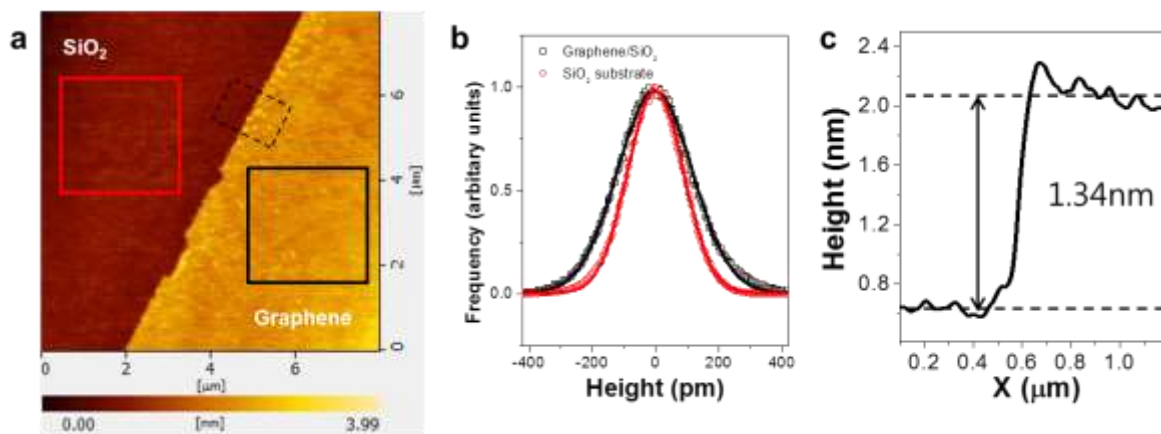 a
SiO₂
Graphene
6
4
2
0
[µm]
0
2
4
6
[µm]
0.00
[nm]
3.99
b
Graphene/SiO₂
SiO₂ substrate
Frequency (arbitary units)
1.0
0.5
0.0
-400
-200
0
200
400
Height (pm)
c
Height (nm)
2.4
2.0
1.6
1.2
0.8
1.34nm
0.2
0.4
0.6
0.8
1.0
X (µm)